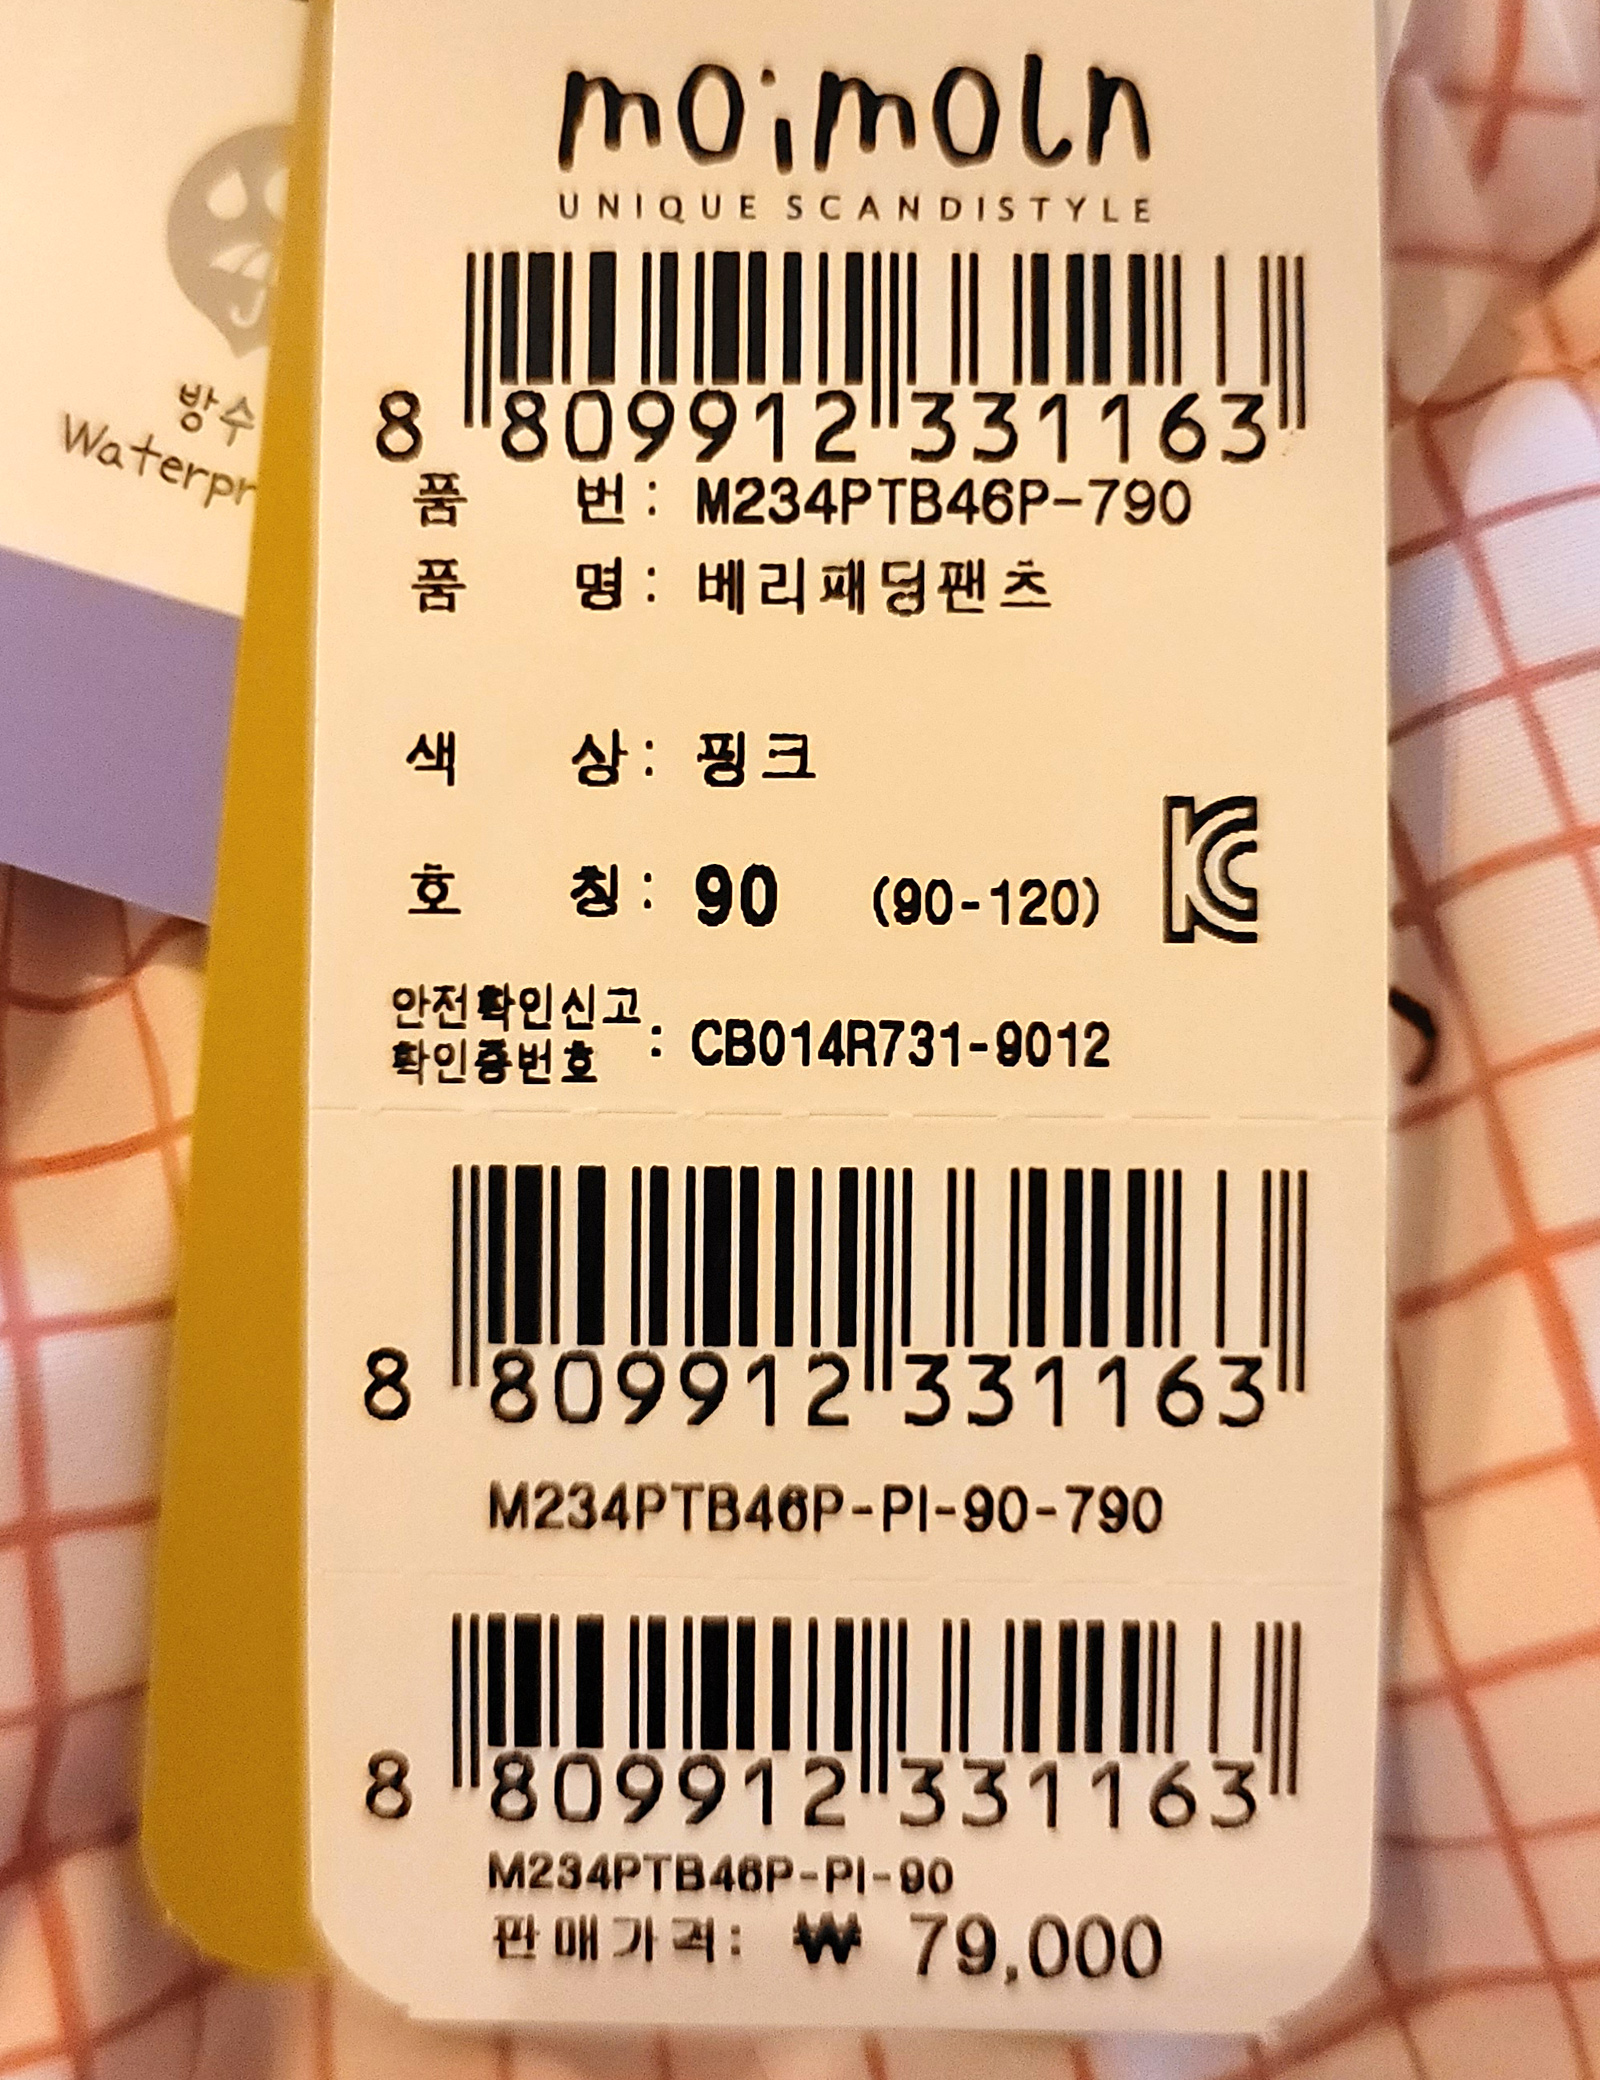 moimoln
UNIQUE SCANDISTYLE
8 809912 331163
품 번 : M234PTB46P-790
품 명 : 베리패딩팬츠
색 상 : 핑크
호 칭 : 90 (90-120)
안전확인신고
확인증번호 : CB014R731-9012
8 809912 331163
M234PTB46P-PI-90-790
8 809912 331163
M234PTB46P-PI-90
판매가격: ₩ 79,000
방수
Waterpr